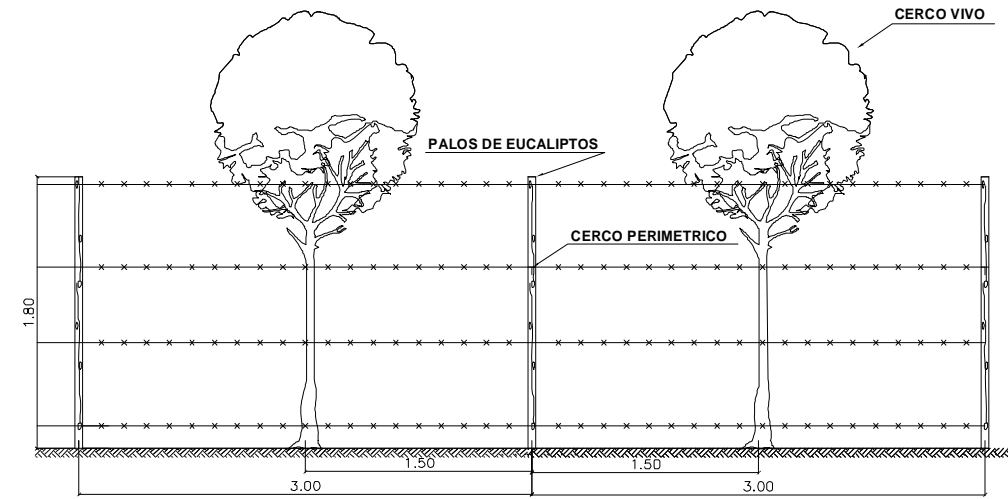 CERCO VIVO
PALOS DE EUCALIPTOS
CERCO PERIMETRICO
1.80
1.50
1.50
3.00
3.00